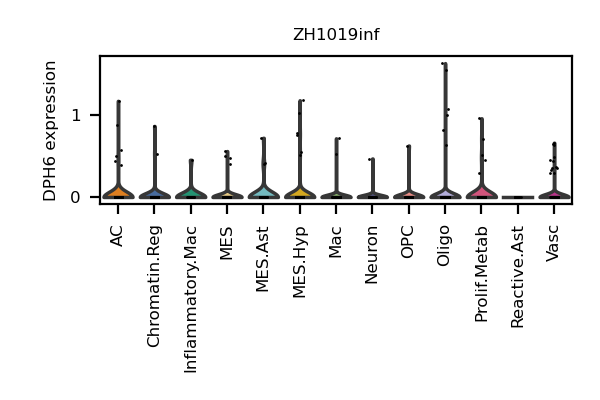 ZH1019inf
DPH6 expression
1
0
AC
Chromatin.Reg
Inflammatory.Mac
MES
MES.Ast
MES.Hyp
Mac
Neuron
OPC
Oligo
Prolif.Metab
Reactive.Ast
Vasc